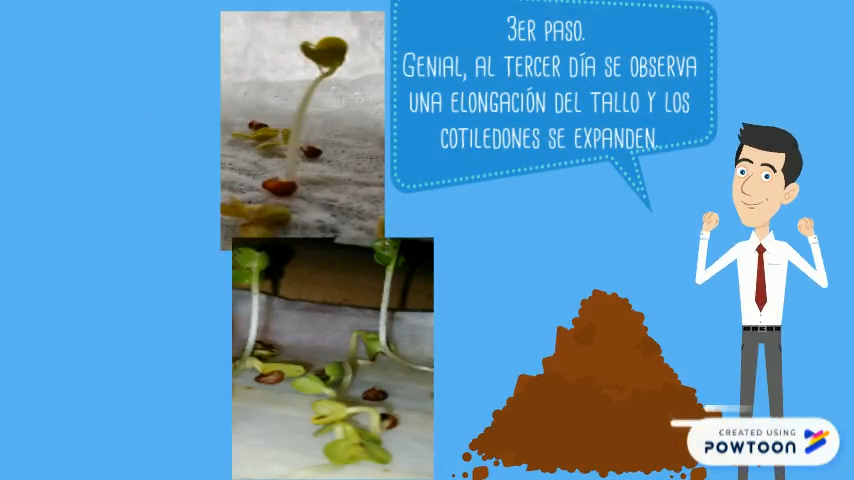 3ER PASO.
GENIAL, AL TERCER DÍA SE OBSERVA
UNA ELONGACIÓN DEL TALLO Y LOS
COTILEDONES SE EXPANDEN.
CREATED USING
POWTOON